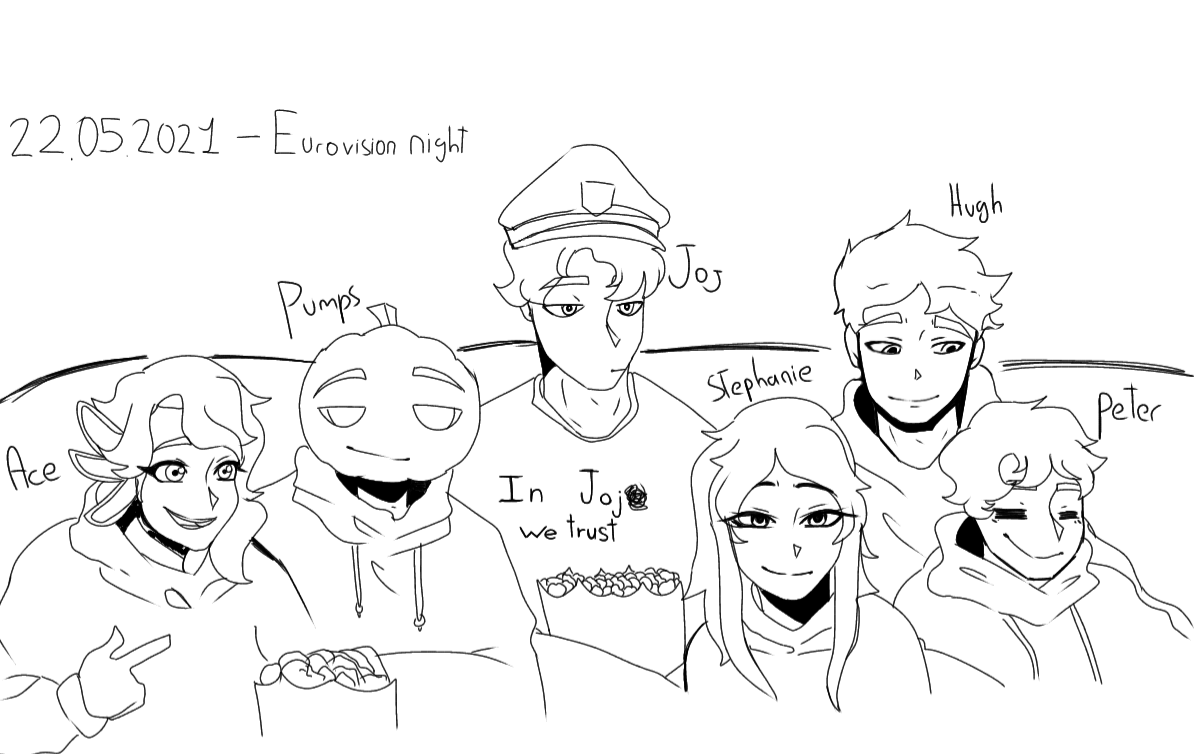 22.05.2021 - Eurovision night
Hugh
Joj
Pumps
Stephanie
Peter
Ace
In Joj
we trust